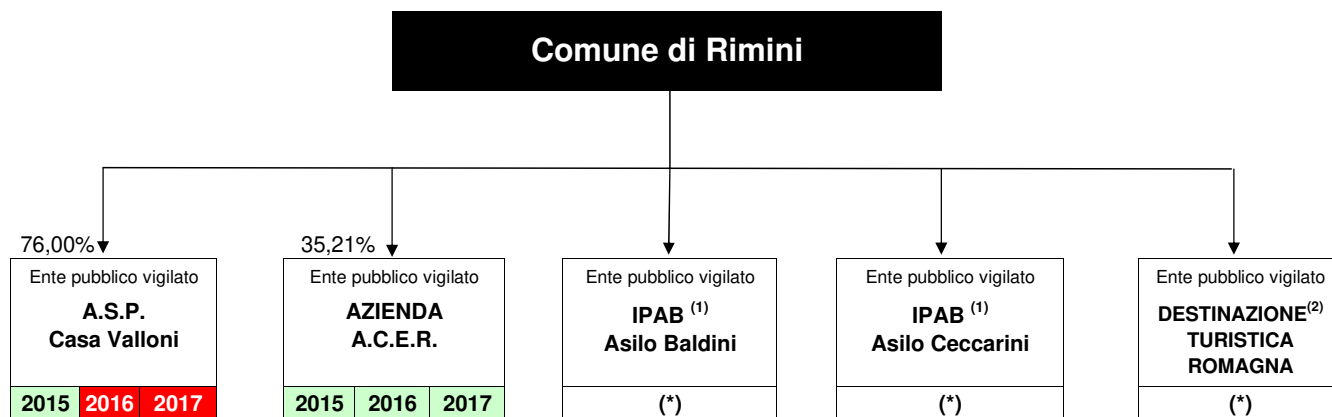 Comune di Rimini
76,00%
Ente pubblico vigilato
A.S.P.
Casa Valloni
2015 2016 2017
35,21%
Ente pubblico vigilato
AZIENDA
A.C.E.R.
2015 2016 2017
Ente pubblico vigilato
IPAB (1)
Asilo Baldini
(*)
Ente pubblico vigilato
IPAB (1)
Asilo Ceccarini
(*)
Ente pubblico vigilato
DESTINAZIONE(2)
TURISTICA
ROMAGNA
(*)